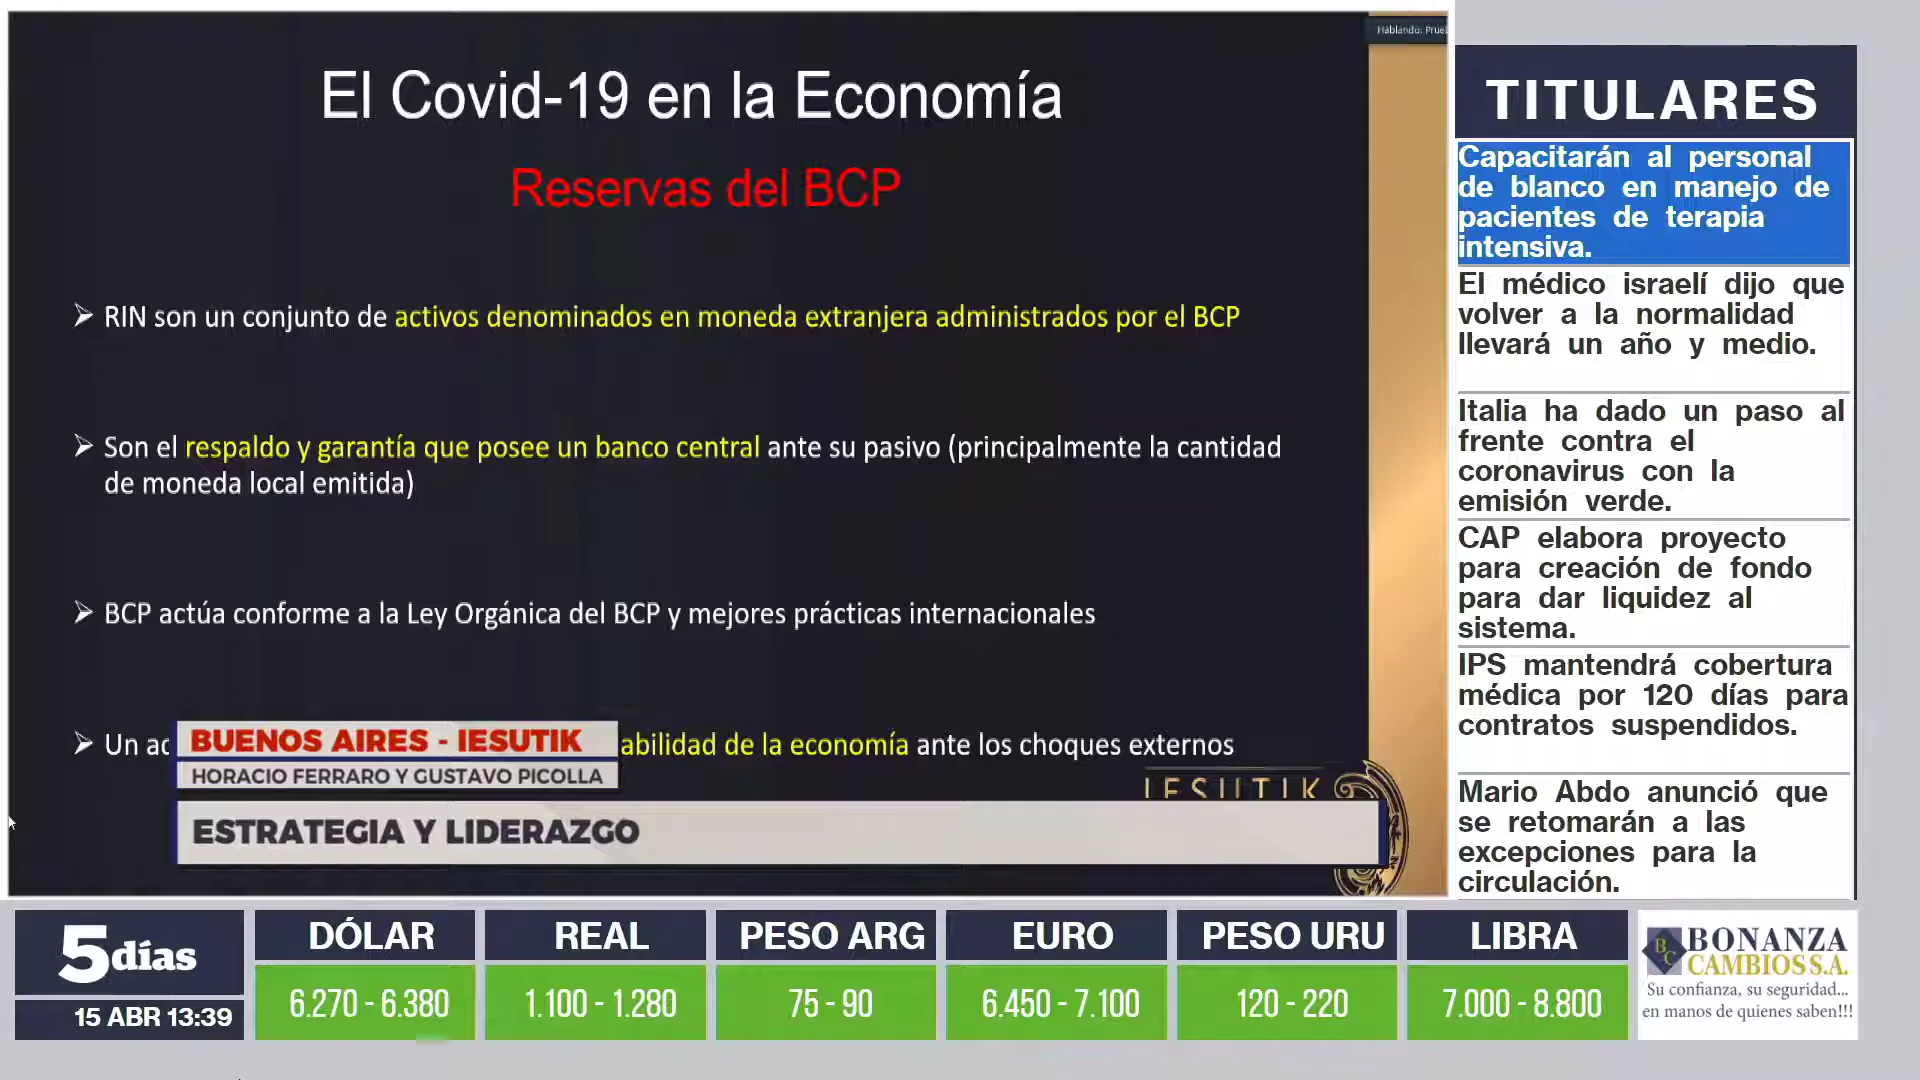 Hablando:
El Covid-19 en la Economía
Reservas del BCP
RIN son un conjunto de activos denominados en moneda extranjera administrados por el BCP
Son el respaldo y garantía que posee un banco central ante su pasivo (principalmente la cantidad
de moneda local emitida)
BCP actúa conforme a la Ley Orgánica del BCP y mejores prácticas internacionales
Un
de la economía ante los choques externos
BUENOS AIRES - IESUTIK
HORACIO FERRARO Y GUSTAVO PICOLLA
IESUTIK
ESTRATEGIA Y LIDERAZGO
TITULARES
Capacitarán al personal
de blanco en manejo de
pacientes de terapia
intensiva.
El médico israelí dijo que
volver a la normalidad
llevará un año y medio.
Italia ha dado un paso al
frente contra el
coronavirus con la
emisión verde.
CAP elabora proyecto
para creación de fondo
para dar liquidez al
sistema.
IPS mantendrá cobertura
médica por 120 días para
contratos suspendidos.
Mario Abdo anunció que
se retomarán a las
excepciones para la
circulación.
5días
15 ABR 13:39
DÓLAR
6.270 - 6.380
REAL
1.100 - 1.280
PESO ARG
75 - 90
EURO
6.450 - 7.100
PESO URU
120 - 220
LIBRA
7.000 - 8.800
BC
BONANZA
CAMBIOS S.A.
Su confianza, su seguridad...
en manos de quienes saben!!!